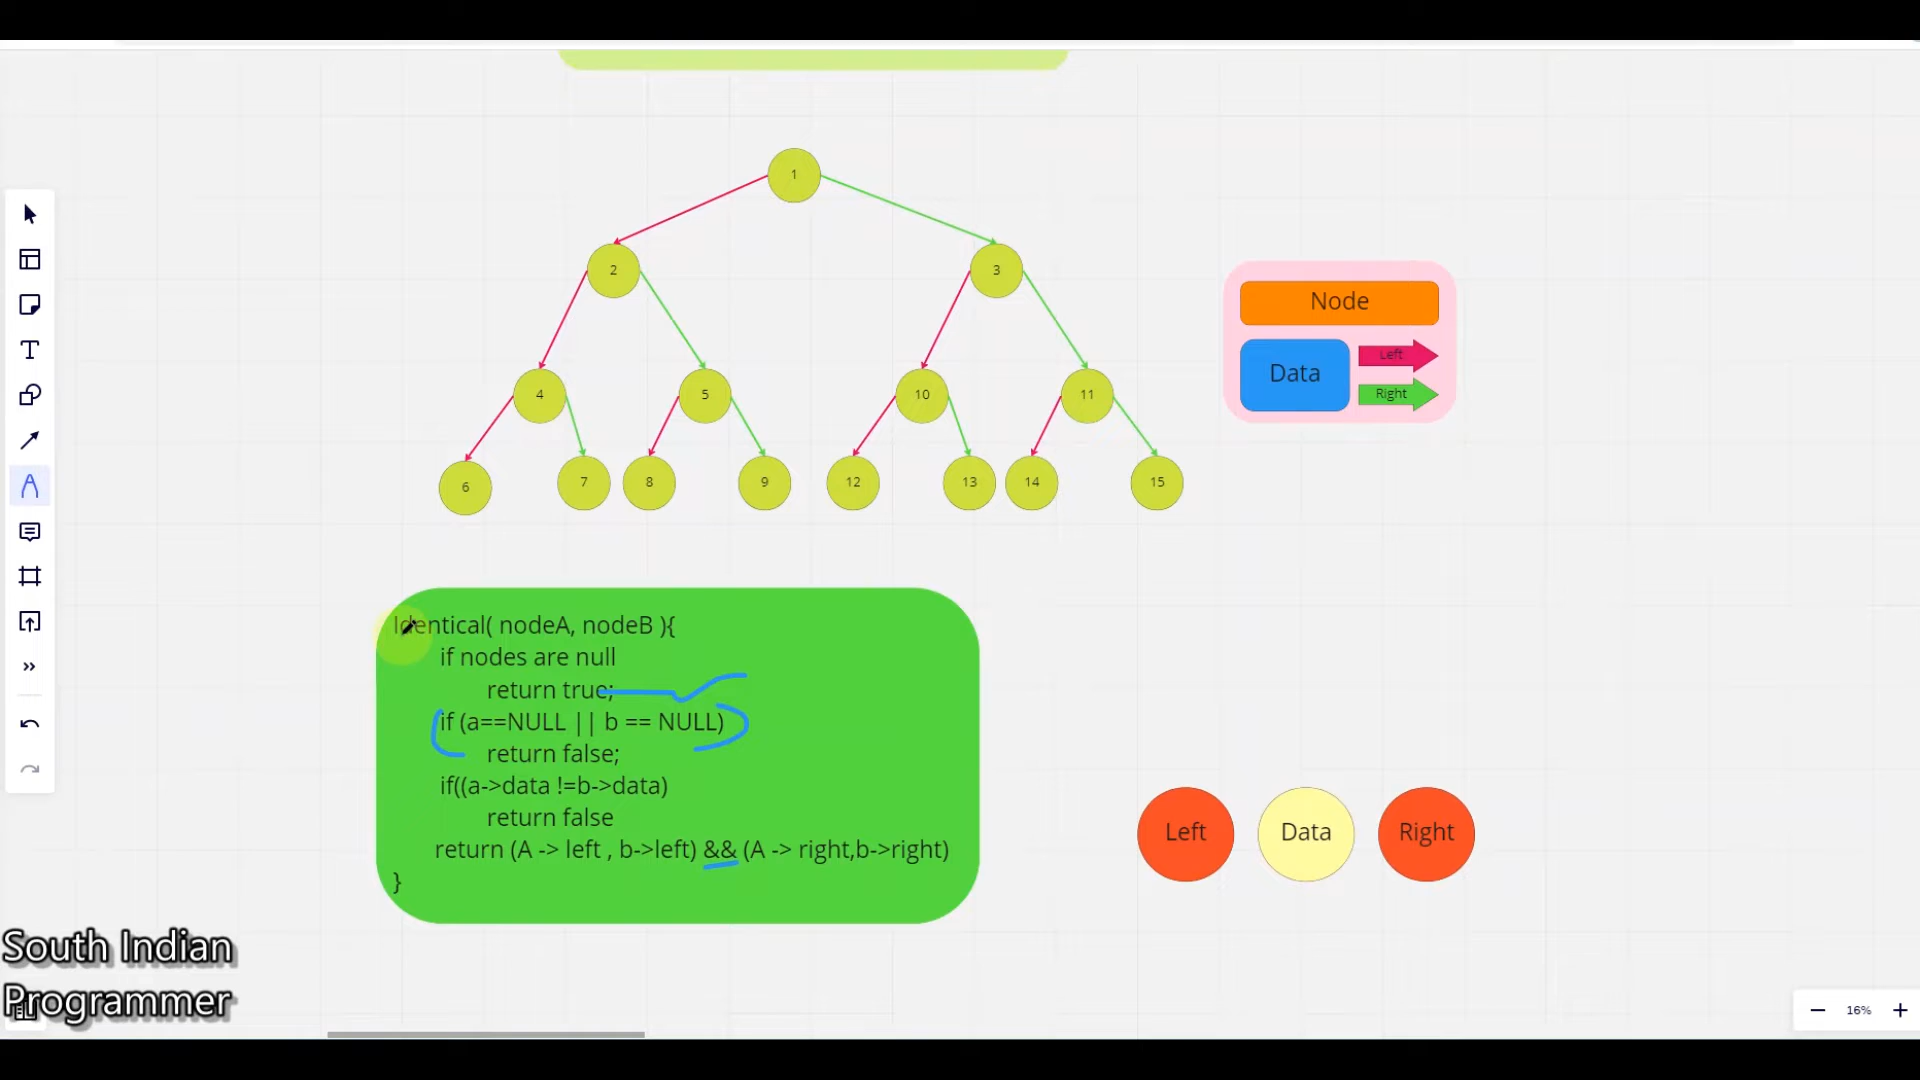 1
2
3
Node
Data
Left
Right
4
5
10
11
6
7
8
9
12
13
14
15
Identical( nodeA, nodeB ){
if nodes are null
return true;
if (a==NULL || b == NULL)
return false;
if((a->data !=b->data)
return false
return (A -> left , b->left) && (A -> right,b->right)
}
Left
Data
Right
South Indian
Programmer
16%